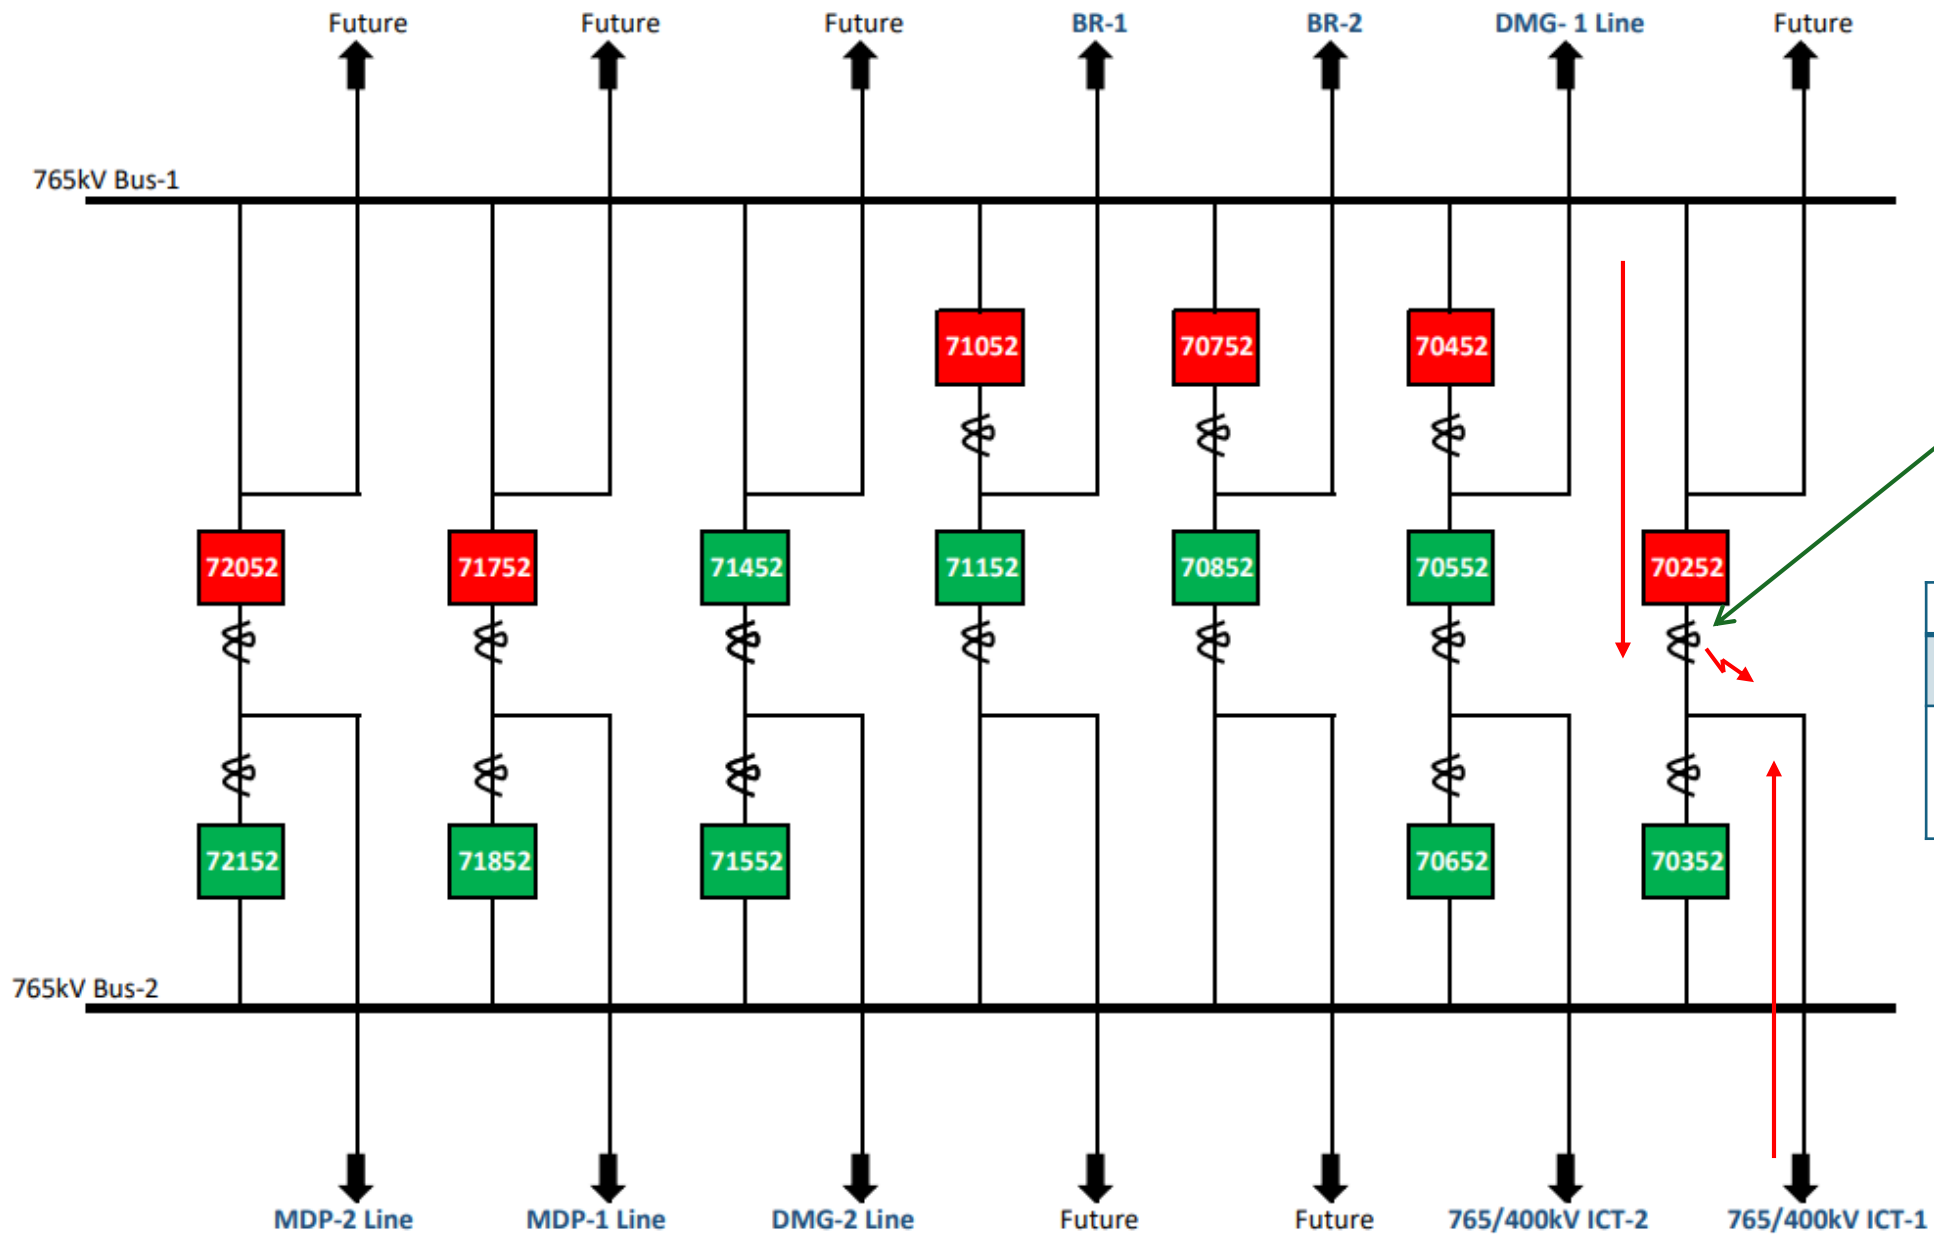 Future Future Future BR-1 BR-2 DMG- 1 Line Future
765kV Bus-1
71052 70752 70452
72052 71752 71452 71152 70852 70552 70252
72152 71852 71552 70652 70352
765kV Bus-2
MDP-2 Line MDP-1 Line DMG-2 Line Future Future 765/400kV ICT-2 765/400kV ICT-1